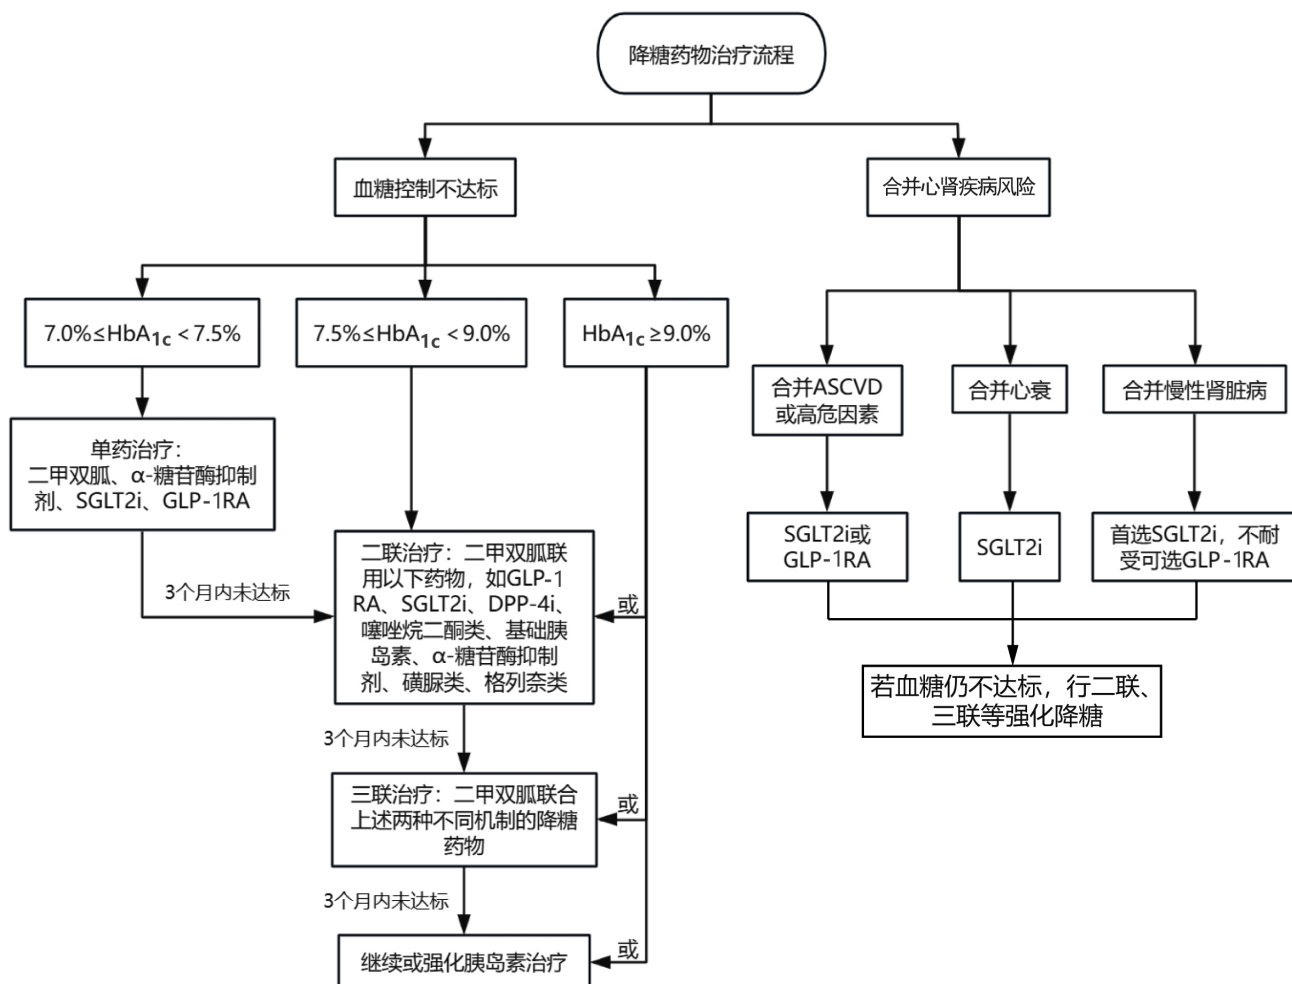 降糖药物治疗流程
血糖控制不达标
合并心肾疾病风险
7.0%≤HbA1c＜7.5%
7.5%≤HbA1c＜9.0%
HbA1c≥9.0%
合并ASCVD
或高危因素
合并心衰
合并慢性肾脏病
单药治疗：
二甲双胍、α-糖苷酶抑制
剂、SGLT2i、GLP-1RA
SGLT2i或
GLP-1RA
SGLT2i
首选SGLT2i，不耐
受可选GLP-1RA
3个月内未达标
二联治疗：二甲双胍联
用以下药物，如GLP-1
RA、SGLT2i、DPP-4i、
噻唑烷二酮类、基础胰
岛素、α-糖苷酶抑制
剂、磺脲类、格列奈类
或
若血糖仍不达标，行二联、
三联等强化降糖
3个月内未达标
三联治疗：二甲双胍联合
上述两种不同机制的降糖
药物
或
3个月内未达标
继续或强化胰岛素治疗
或